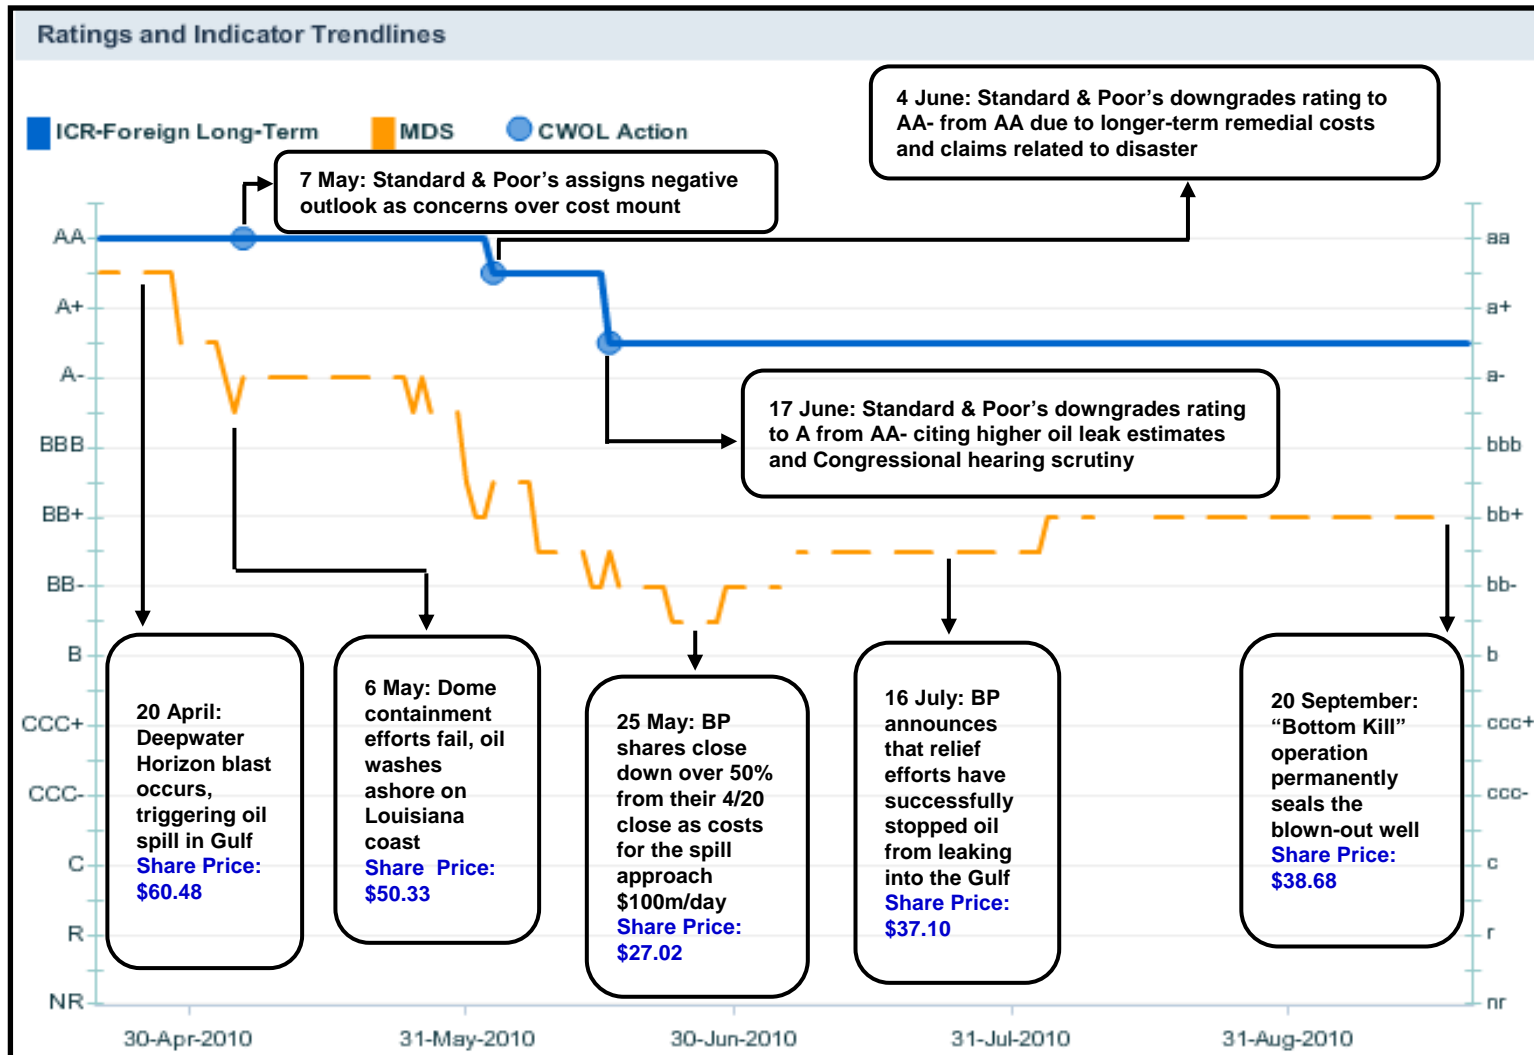 Ratings and Indicator Trendlines
ICR-Foreign Long-Term
MDS
CWOL Action
4 June: Standard & Poor’s downgrades rating to
AA- from AA due to longer-term remedial costs
and claims related to disaster
7 May: Standard & Poor’s assigns negative
outlook as concerns over cost mount
17 June: Standard & Poor’s downgrades rating
to A from AA- citing higher oil leak estimates
and Congressional hearing scrutiny
AA
A+
A-
BBB
BB+
BB-
B
CCC+
CCC-
C
R
NR
aa
a+
a-
bbb
bb+
bb-
b
ccc+
ccc-
c
r
nr
20 April:
Deepwater
Horizon blast
occurs,
triggering oil
spill in Gulf
Share Price:
$60.48
6 May: Dome
containment
efforts fail, oil
washes
ashore on
Louisiana
coast
Share Price:
$50.33
25 May: BP
shares close
down over 50%
from their 4/20
close as costs
for the spill
approach
$100m/day
Share Price:
$27.02
16 July: BP
announces
that relief
efforts have
successfully
stopped oil
from leaking
into the Gulf
Share Price:
$37.10
20 September:
“Bottom Kill”
operation
permanently
seals the
blown-out well
Share Price:
$38.68
30-Apr-2010
31-May-2010
30-Jun-2010
31-Jul-2010
31-Aug-2010